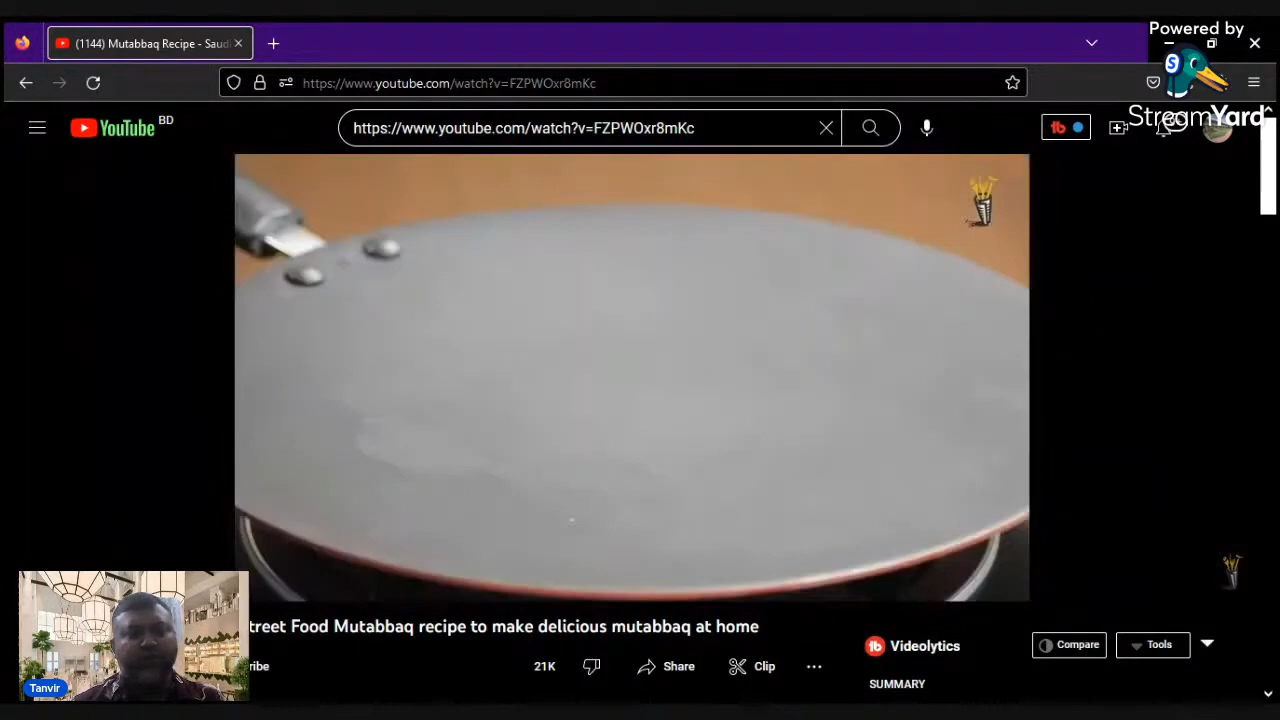 Powered by
StreamYard
(1144) Mutabbaq Recipe - Saud
https://www.youtube.com/watch?v=FZPWOxr8mKc
YouTube BD
https://www.youtube.com/watch?v=FZPWOxr8mKc
treet Food Mutabbaq recipe to make delicious mutabbaq at home
ribe
21K
Share
Clip
Videolytics
Compare
Tools
SUMMARY
Tanvir